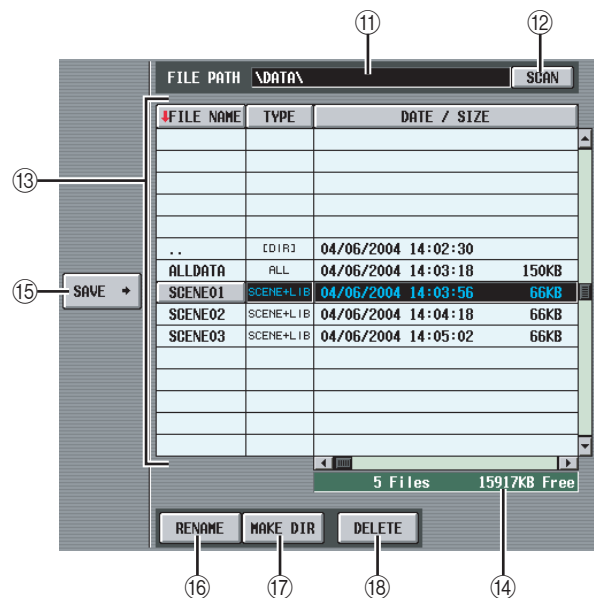 ⑪ ⑫
FILE PATH \DATA\ SCAN
FILE NAME TYPE DATE / SIZE
⑬
.. [DIR] 04/06/2004 14:02:30
ALLDATA ALL 04/06/2004 14:03:18 150KB
⑮ SAVE SCENE01 SCENE+LIB 04/06/2004 14:03:56 66KB
SCENE02 SCENE+LIB 04/06/2004 14:04:18 66KB
SCENE03 SCENE+LIB 04/06/2004 14:05:02 66KB
5 Files 15917KB Free
RENAME MAKE DIR DELETE
⑯ ⑰ ⑱ ⑭